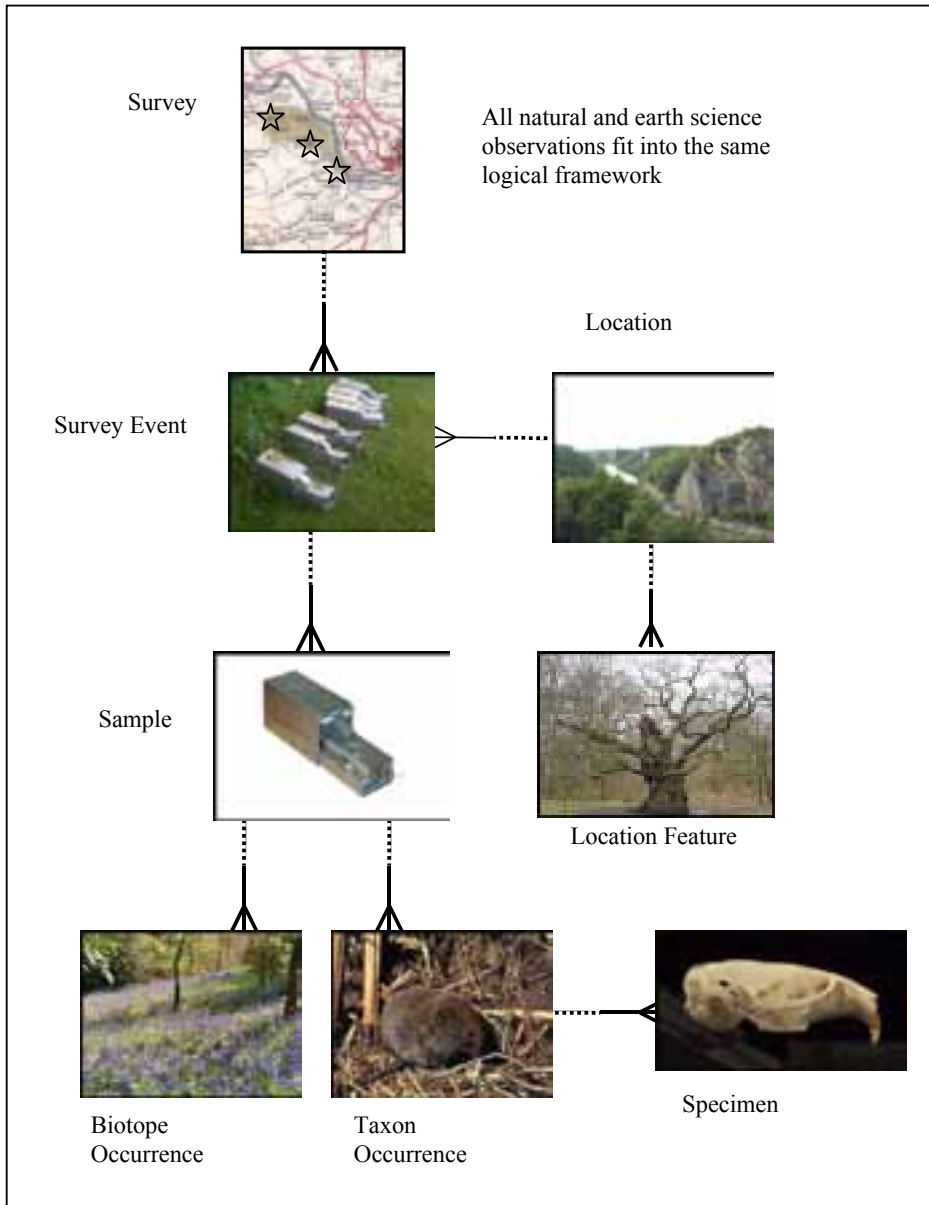 Survey
All natural and earth science
observations fit into the same
logical framework
Location
Survey Event
Sample
Location Feature
Biotope
Occurrence
Taxon
Occurrence
Specimen